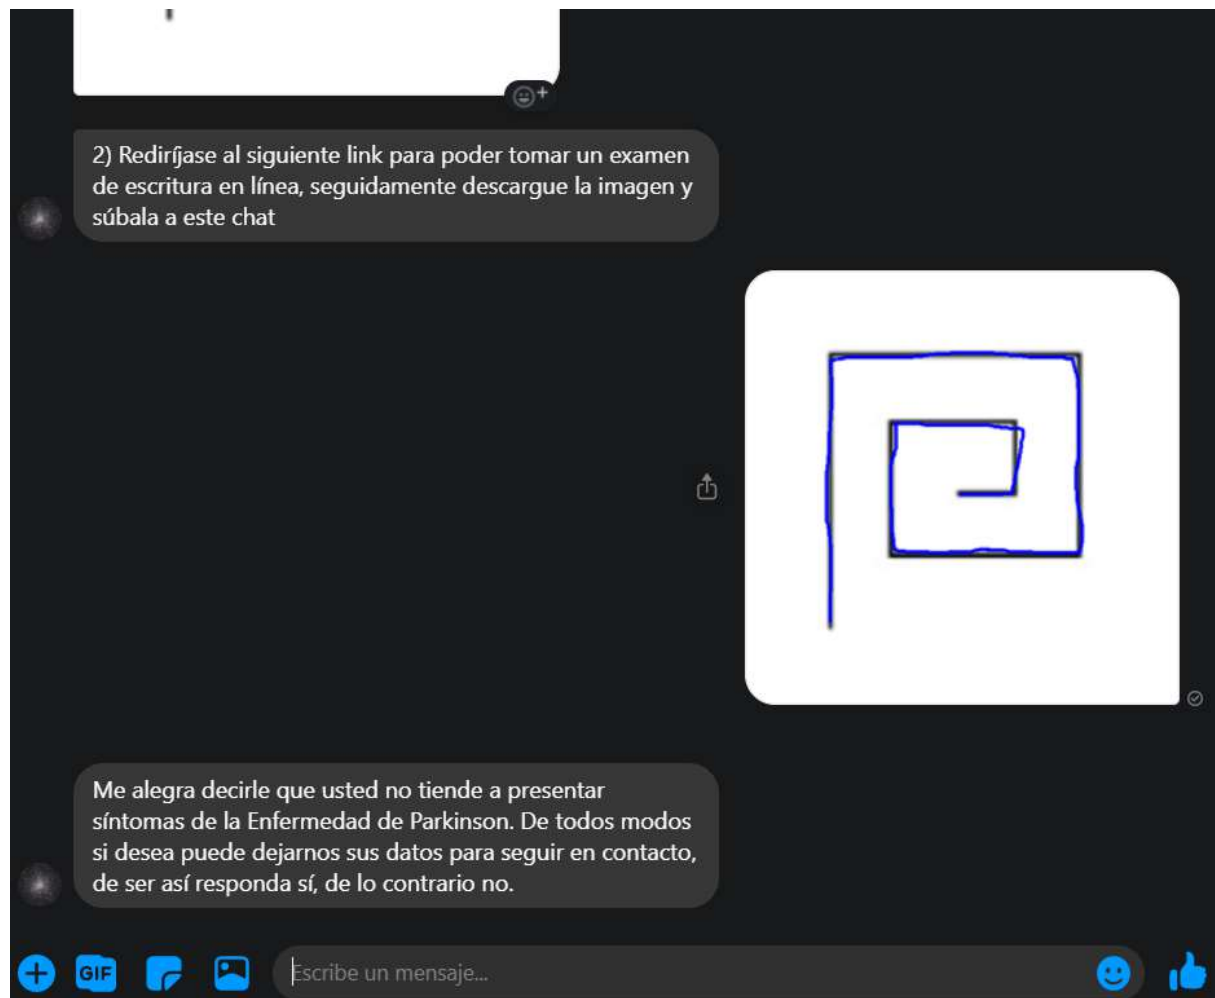 2) Rediríjase al siguiente link para poder tomar un examen
de escritura en línea, seguidamente descargue la imagen y
súbala a este chat
Me alegra decirle que usted no tiende a presentar
síntomas de la Enfermedad de Parkinson. De todos modos
si desea puede dejarnos sus datos para seguir en contacto,
de ser así responda sí, de lo contrario no.
GIF
Escribe un mensaje...